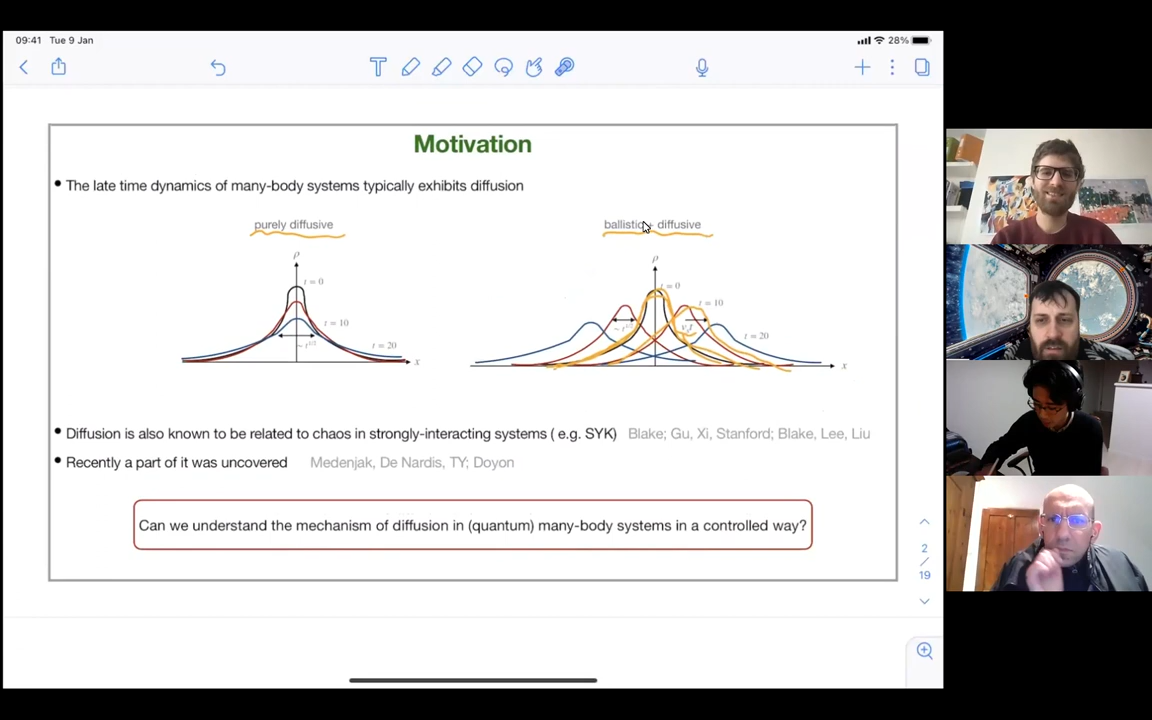 09:41 Tue 9 Jan
28%
T
Motivation
• The late time dynamics of many-body systems typically exhibits diffusion
purely diffusive
ballistic + diffusive
ρ
t = 0
t = 10
t = 20
~ t^{1/2}
x
ρ
t = 0
t = 10
t = 20
~ t^{1/2}
x
• Diffusion is also known to be related to chaos in strongly-interacting systems ( e.g. SYK) Blake; Gu, Xi, Stanford; Blake, Lee, Liu
• Recently a part of it was uncovered Medenjak, De Nardis, TY; Doyon
Can we understand the mechanism of diffusion in (quantum) many-body systems in a controlled way?
2
/
19